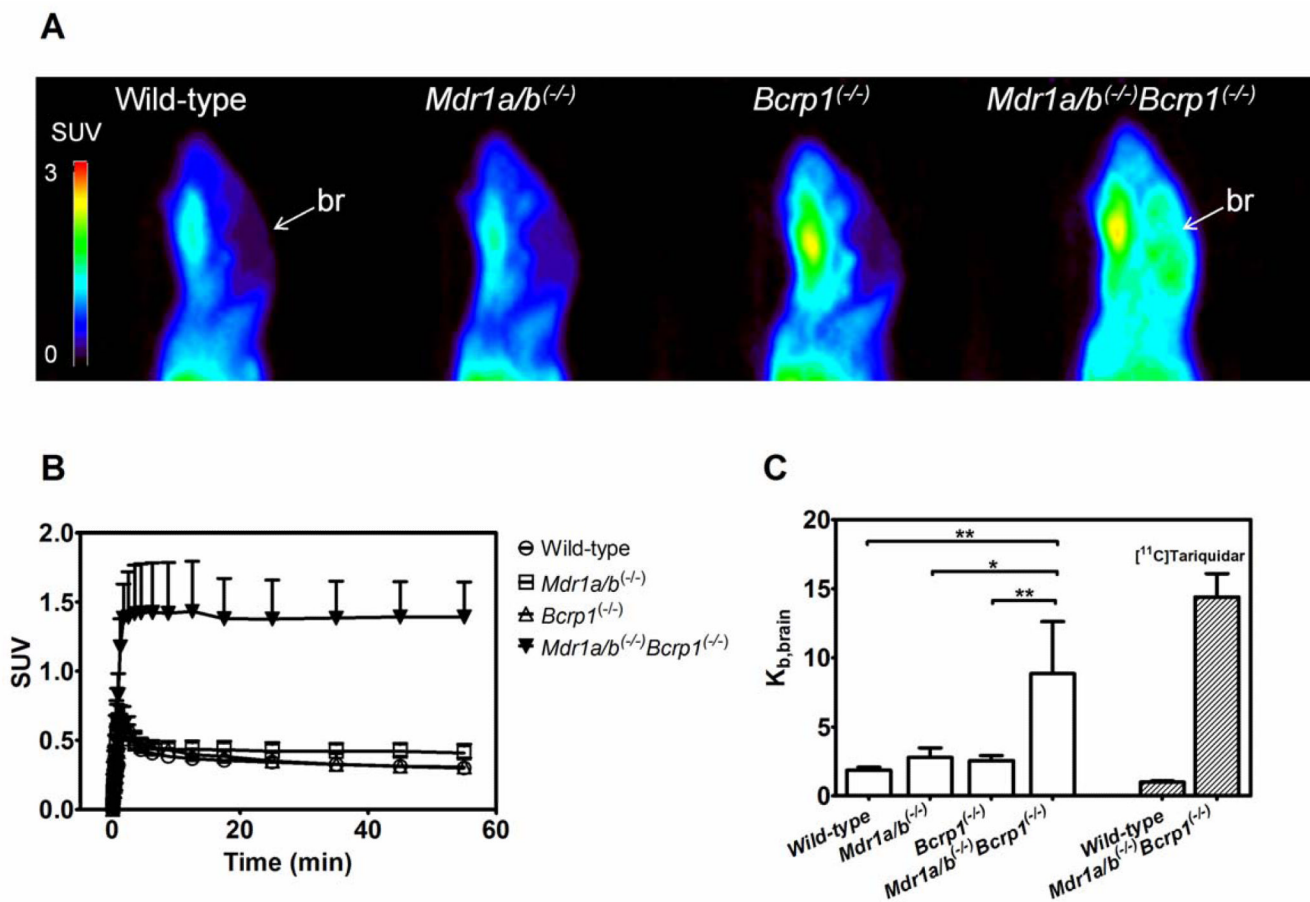 A
Wild-type Mdr1a/b(-/-) Bcrp1(-/-) Mdr1a/b(-/-)Bcrp1(-/-)
SUV
3
br br
0
B
2.0
1.5
1.0
0.5
0.0
SUV
0 20 40 60
Time (min)
Wild-type
Mdr1a/b(-/-)
Bcrp1(-/-)
Mdr1a/b(-/-)Bcrp1(-/-)
C
20
15
10
5
0
Kb,brain
**
*
**
[11C]Tariquidar
Wild-type
Mdr1a/b(-/-)
Bcrp1(-/-)
Mdr1a/b(-/-)Bcrp1(-/-)
Wild-type
Mdr1a/b(-/-)Bcrp1(-/-)